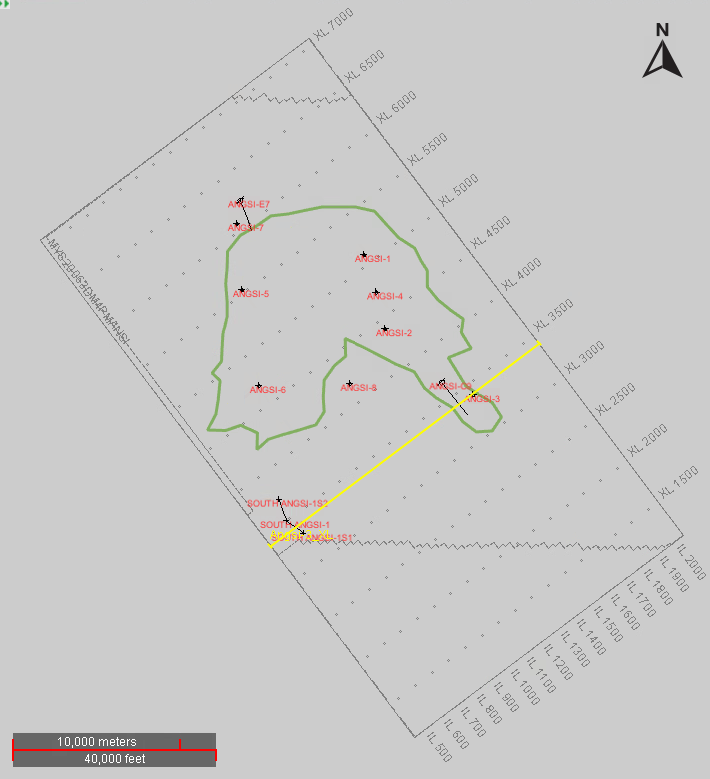 N
XL 7000
XL 6500
XL 6000
XL 5500
XL 5000
XL 4500
XL 4000
XL 3500
XL 3000
XL 2500
XL 2000
XL 1500
ANGSI-E7
ANGSI-7
ANGSI-1
ANGSI-5
ANGSI-4
ANGSI-2
ANGSI-6
ANGSI-8
ANGSI-3
SOUTH ANGSI-1S2
SOUTH ANGSI-1
SOUTH ANGSI-1S1
IL 2000
IL 1900
IL 1800
IL 1700
IL 1600
IL 1500
IL 1400
IL 1300
IL 1200
IL 1100
IL 1000
IL 900
IL 800
IL 700
IL 600
IL 500
10,000 meters
40,000 feet